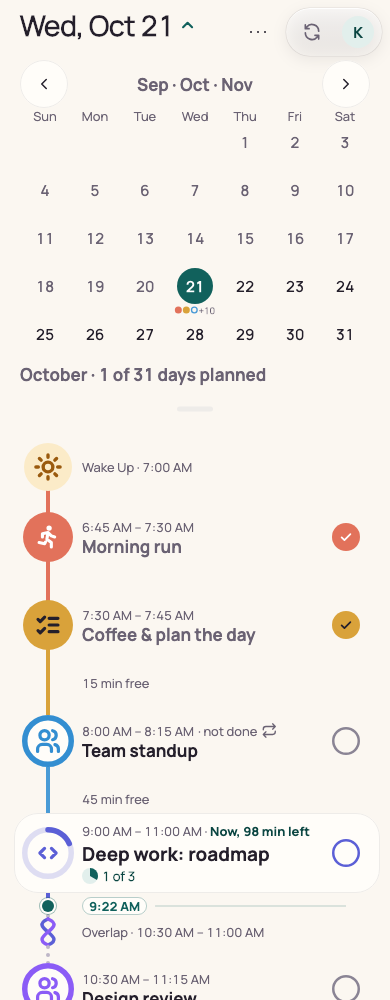 Wed, Oct 21
...
K
Sep · Oct · Nov
Sun Mon Tue Wed Thu Fri Sat
1 2 3
4 5 6 7 8 9 10
11 12 13 14 15 16 17
18 19 20 21 22 23 24
+10
25 26 27 28 29 30 31
October · 1 of 31 days planned
Wake Up · 7:00 AM
6:45 AM – 7:30 AM
Morning run
7:30 AM – 7:45 AM
Coffee & plan the day
15 min free
8:00 AM – 8:15 AM · not done
Team standup
45 min free
9:00 AM – 11:00 AM · Now, 98 min left
Deep work: roadmap
1 of 3
9:22 AM
Overlap · 10:30 AM – 11:00 AM
10:30 AM – 11:15 AM
Design review